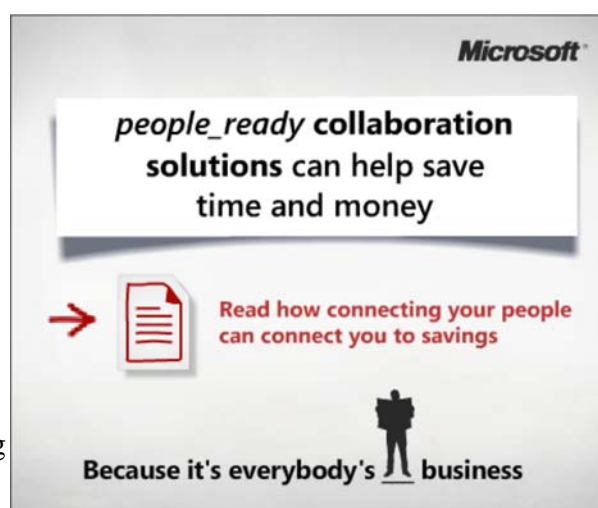 Microsoft®
people_ready collaboration
solutions can help save
time and money
Read how connecting your people
can connect you to savings
g
Because it's everybody's business